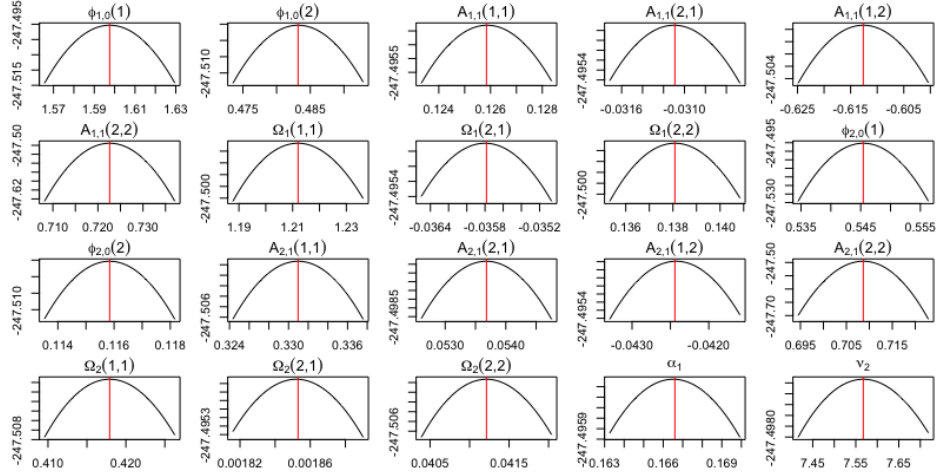 ϕ1,0(1) ϕ1,0(2) A1,1(1,1) A1,1(2,1) A1,1(1,2)
-247.515 -247.495 -247.510 -247.4955 -247.4954 -247.504
1.57 1.59 1.61 1.63 0.475 0.485 0.124 0.126 0.128 -0.0316 -0.0310 -0.625 -0.615 -0.605
A1,1(2,2) Ω1(1,1) Ω1(2,1) Ω1(2,2) ϕ2,0(1)
-247.62 -247.50 -247.500 -247.4954 -247.500 -247.530 -247.495
0.710 0.720 0.730 1.19 1.21 1.23 -0.0364 -0.0358 -0.0352 0.136 0.138 0.140 0.535 0.545 0.555
ϕ2,0(2) A2,1(1,1) A2,1(2,1) A2,1(1,2) A2,1(2,2)
-247.510 -247.506 -247.4985 -247.4954 -247.70 -247.50
0.114 0.116 0.118 0.324 0.330 0.336 0.0530 0.0540 -0.0430 -0.0420 0.695 0.705 0.715
Ω2(1,1) Ω2(2,1) Ω2(2,2) α1 ν2
-247.508 -247.4953 -247.506 -247.4959 -247.4980
0.410 0.420 0.00182 0.00186 0.0405 0.0415 0.163 0.166 0.169 7.45 7.55 7.65